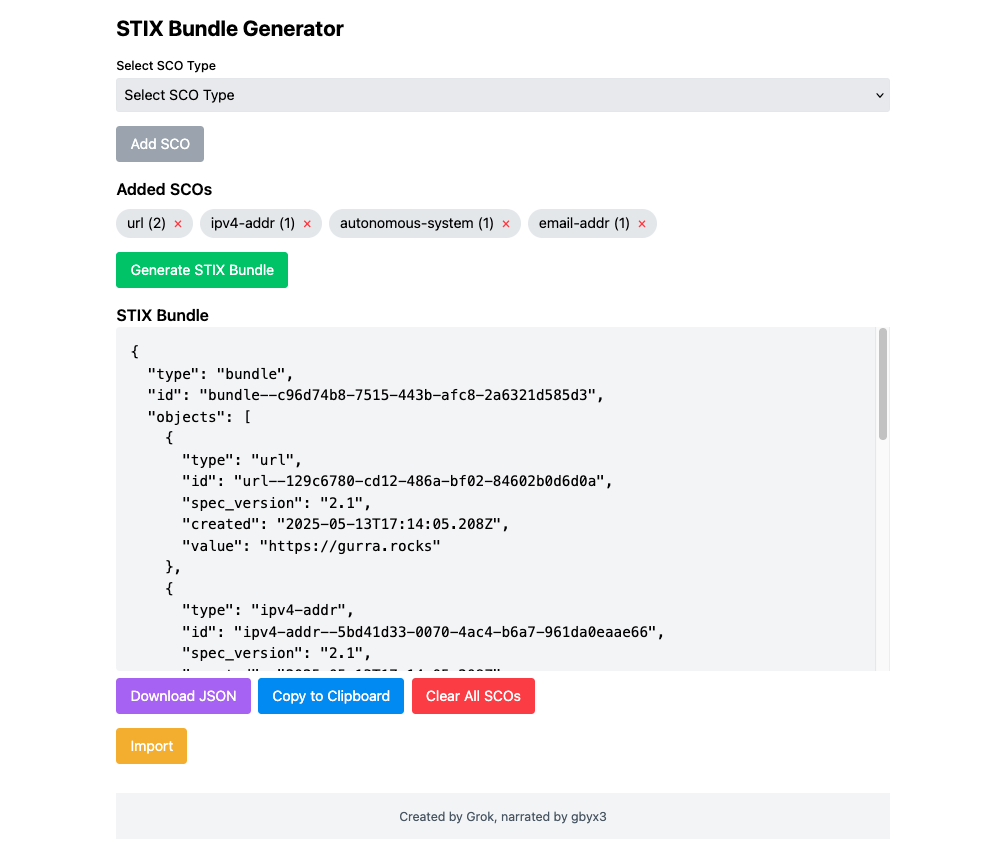 STIX Bundle Generator
Select SCO Type
Select SCO Type
Add SCO
Added SCOs
url (2) × ipv4-addr (1) × autonomous-system (1) × email-addr (1) ×
Generate STIX Bundle
STIX Bundle
{
  "type": "bundle",
  "id": "bundle--c96d74b8-7515-443b-afc8-2a6321d585d3",
  "objects": [
    {
      "type": "url",
      "id": "url--129c6780-cd12-486a-bf02-84602b0d6d0a",
      "spec_version": "2.1",
      "created": "2025-05-13T17:14:05.208Z",
      "value": "https://gurra.rocks"
    },
    {
      "type": "ipv4-addr",
      "id": "ipv4-addr--5bd41d33-0070-4ac4-b6a7-961da0eaae66",
      "spec_version": "2.1",
Download JSON Copy to Clipboard Clear All SCOs
Import
Created by Grok, narrated by gbyx3